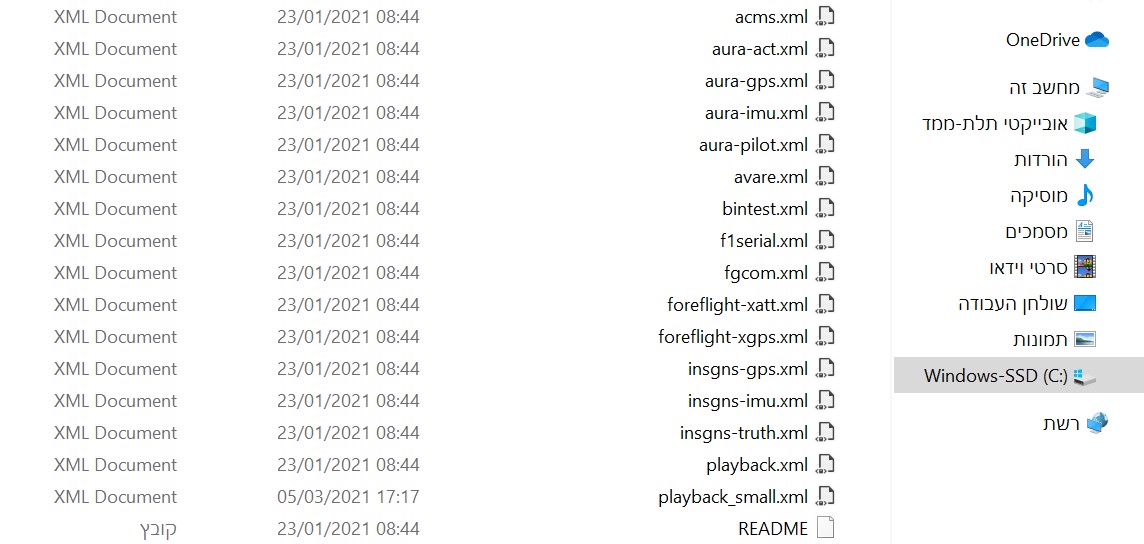 acms.xml 23/01/2021 08:44 XML Document
aura-act.xml 23/01/2021 08:44 XML Document
aura-gps.xml 23/01/2021 08:44 XML Document
aura-imu.xml 23/01/2021 08:44 XML Document
aura-pilot.xml 23/01/2021 08:44 XML Document
avare.xml 23/01/2021 08:44 XML Document
bintest.xml 23/01/2021 08:44 XML Document
f1serial.xml 23/01/2021 08:44 XML Document
fgcom.xml 23/01/2021 08:44 XML Document
foreflight-xatt.xml 23/01/2021 08:44 XML Document
foreflight-xgps.xml 23/01/2021 08:44 XML Document
insgns-gps.xml 23/01/2021 08:44 XML Document
insgns-imu.xml 23/01/2021 08:44 XML Document
insgns-truth.xml 23/01/2021 08:44 XML Document
playback.xml 23/01/2021 08:44 XML Document
playback_small.xml 05/03/2021 17:17 XML Document
README 23/01/2021 08:44 קובץ
OneDrive
מחשב זה
אובייקטי תלת-ממד
הורדות
מוסיקה
מסמכים
סרטי וידאו
שולחן העבודה
תמונות
Windows-SSD (C:)
רשת